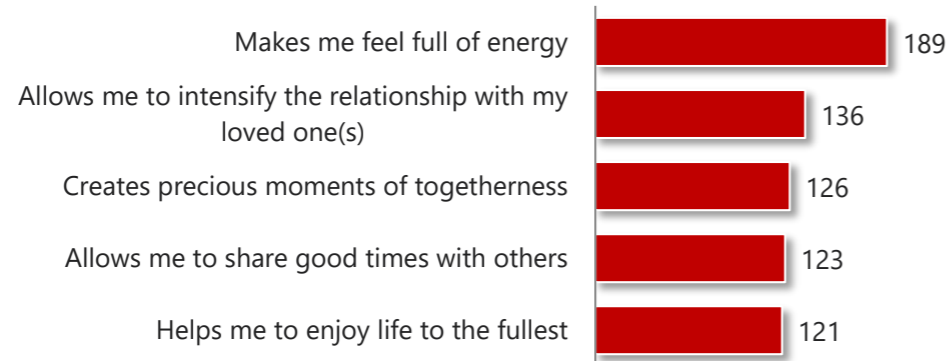 Makes me feel full of energy 189
Allows me to intensify the relationship with my
loved one(s) 136
Creates precious moments of togetherness 126
Allows me to share good times with others 123
Helps me to enjoy life to the fullest 121